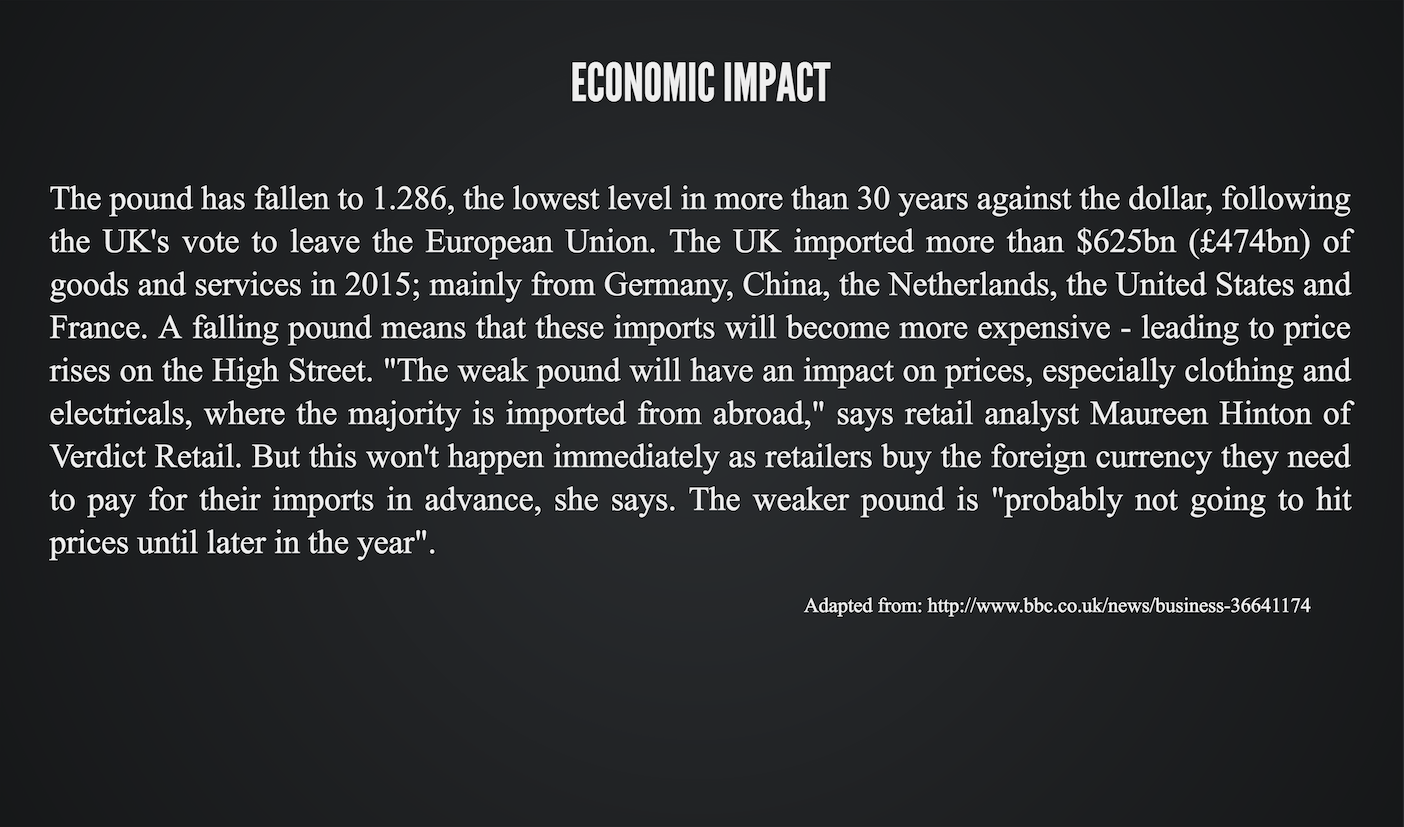 ECONOMIC IMPACT
The pound has fallen to 1.286, the lowest level in more than 30 years against the dollar, following
the UK's vote to leave the European Union. The UK imported more than $625bn (£474bn) of
goods and services in 2015; mainly from Germany, China, the Netherlands, the United States and
France. A falling pound means that these imports will become more expensive - leading to price
rises on the High Street. "The weak pound will have an impact on prices, especially clothing and
electricals, where the majority is imported from abroad," says retail analyst Maureen Hinton of
Verdict Retail. But this won't happen immediately as retailers buy the foreign currency they need
to pay for their imports in advance, she says. The weaker pound is "probably not going to hit
prices until later in the year".
Adapted from: http://www.bbc.co.uk/news/business-36641174